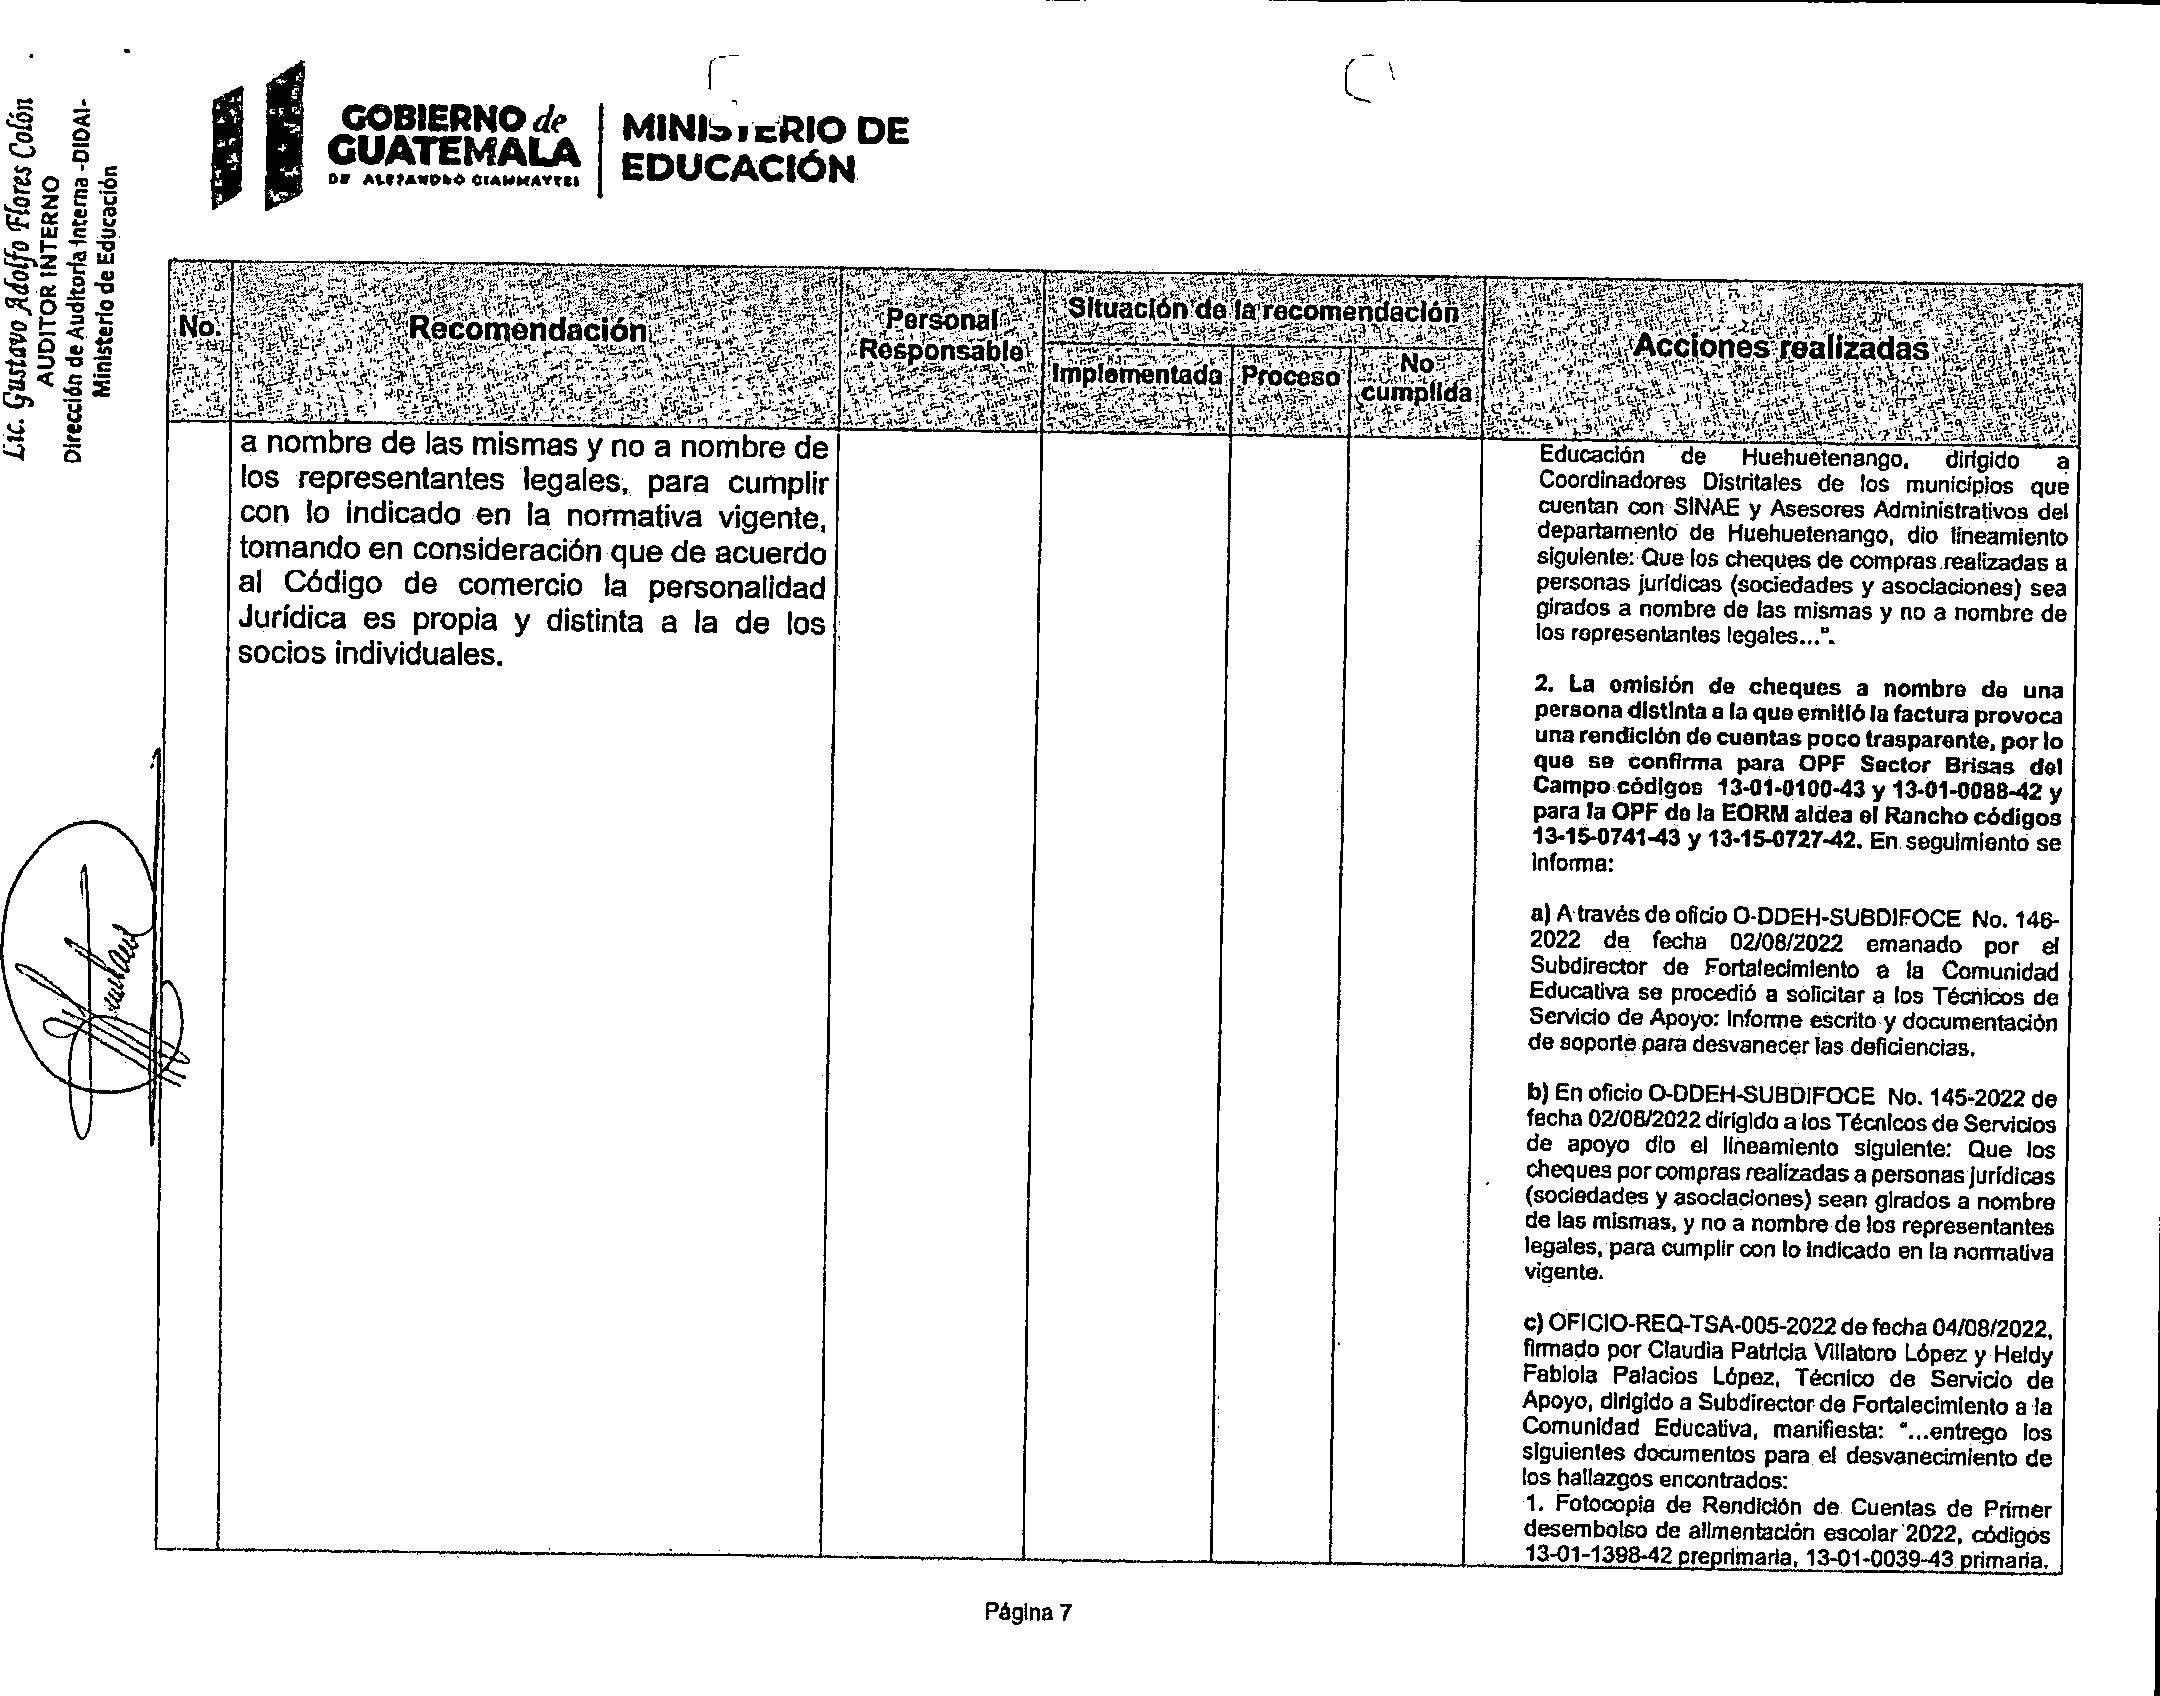 Lic. Gustavo Adolfo Flores Colón
AUDITOR INTERNO
Dirección de Auditoría Interna -DIDAI-
Ministerio de Educación
GOBIERNO de
GUATEMALA
DE ALEJANDRO GIAMMATTEI
MINISTERIO DE
EDUCACIÓN
No.
Recomendación
Personal
Responsable
Situación de la recomendación
Implementada
Proceso
No
cumplida
Acciones realizadas
a nombre de las mismas y no a nombre de
los representantes legales, para cumplir
con lo indicado en la normativa vigente,
tomando en consideración que de acuerdo
al Código de comercio la personalidad
Jurídica es propia y distinta a la de los
socios individuales.
Educación de Huehuetenango, dirigido a
Coordinadores Distritales de los municipios que
cuentan con SINAE y Asesores Administrativos del
departamento de Huehuetenango, dio lineamiento
siguiente: Que los cheques de compras realizadas a
personas jurídicas (sociedades y asociaciones) sea
girados a nombre de las mismas y no a nombre de
los representantes legales...".
2. La omisión de cheques a nombre de una
persona distinta a la que emitió la factura provoca
una rendición de cuentas poco trasparente, por lo
que se confirma para OPF Sector Brisas del
Campo códigos 13-01-0100-43 y 13-01-0088-42 y
para la OPF de la EORM aldea el Rancho códigos
13-15-0741-43 y 13-15-0727-42. En seguimiento se
informa:
a) A través de oficio O-DDEH-SUBDIFOCE No. 146-
2022 de fecha 02/08/2022 emanado por el
Subdirector de Fortalecimiento a la Comunidad
Educativa se procedió a solicitar a los Técnicos de
Servicio de Apoyo: Informe escrito y documentación
de soporte para desvanecer las deficiencias.
b) En oficio O-DDEH-SUBDIFOCE No. 145-2022 de
fecha 02/08/2022 dirigido a los Técnicos de Servicios
de apoyo dio el lineamiento siguiente: Que los
cheques por compras realizadas a personas jurídicas
(sociedades y asociaciones) sean girados a nombre
de las mismas, y no a nombre de los representantes
legales, para cumplir con lo indicado en la normativa
vigente.
c) OFICIO-REQ-TSA-005-2022 de fecha 04/08/2022,
firmado por Claudia Patricia Villatoro López y Heldy
Fabiola Palacios López, Técnico de Servicio de
Apoyo, dirigido a Subdirector de Fortalecimiento a la
Comunidad Educativa, manifiesta: "...entrego los
siguientes documentos para el desvanecimiento de
los hallazgos encontrados:
1. Fotocopia de Rendición de Cuentas de Primer
desembolso de alimentación escolar 2022, códigos
13-01-1398-42 preprimaria, 13-01-0039-43 primaria.
Página 7